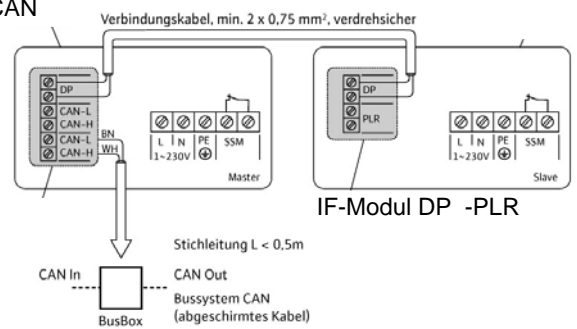 CAN
Verbindungskabel, min. 2 x 0,75 mm², verdrehsicher
DP
CAN-L
CAN-H
CAN-L
CAN-H
BN
WH
L N PE SSM
1~230V
Master
DP
PLR
L N PE SSM
1~230V
Slave
IF-Modul DP -PLR
Stichleitung L < 0,5m
CAN In
CAN Out
Bussystem CAN
(abgeschirmtes Kabel)
BusBox